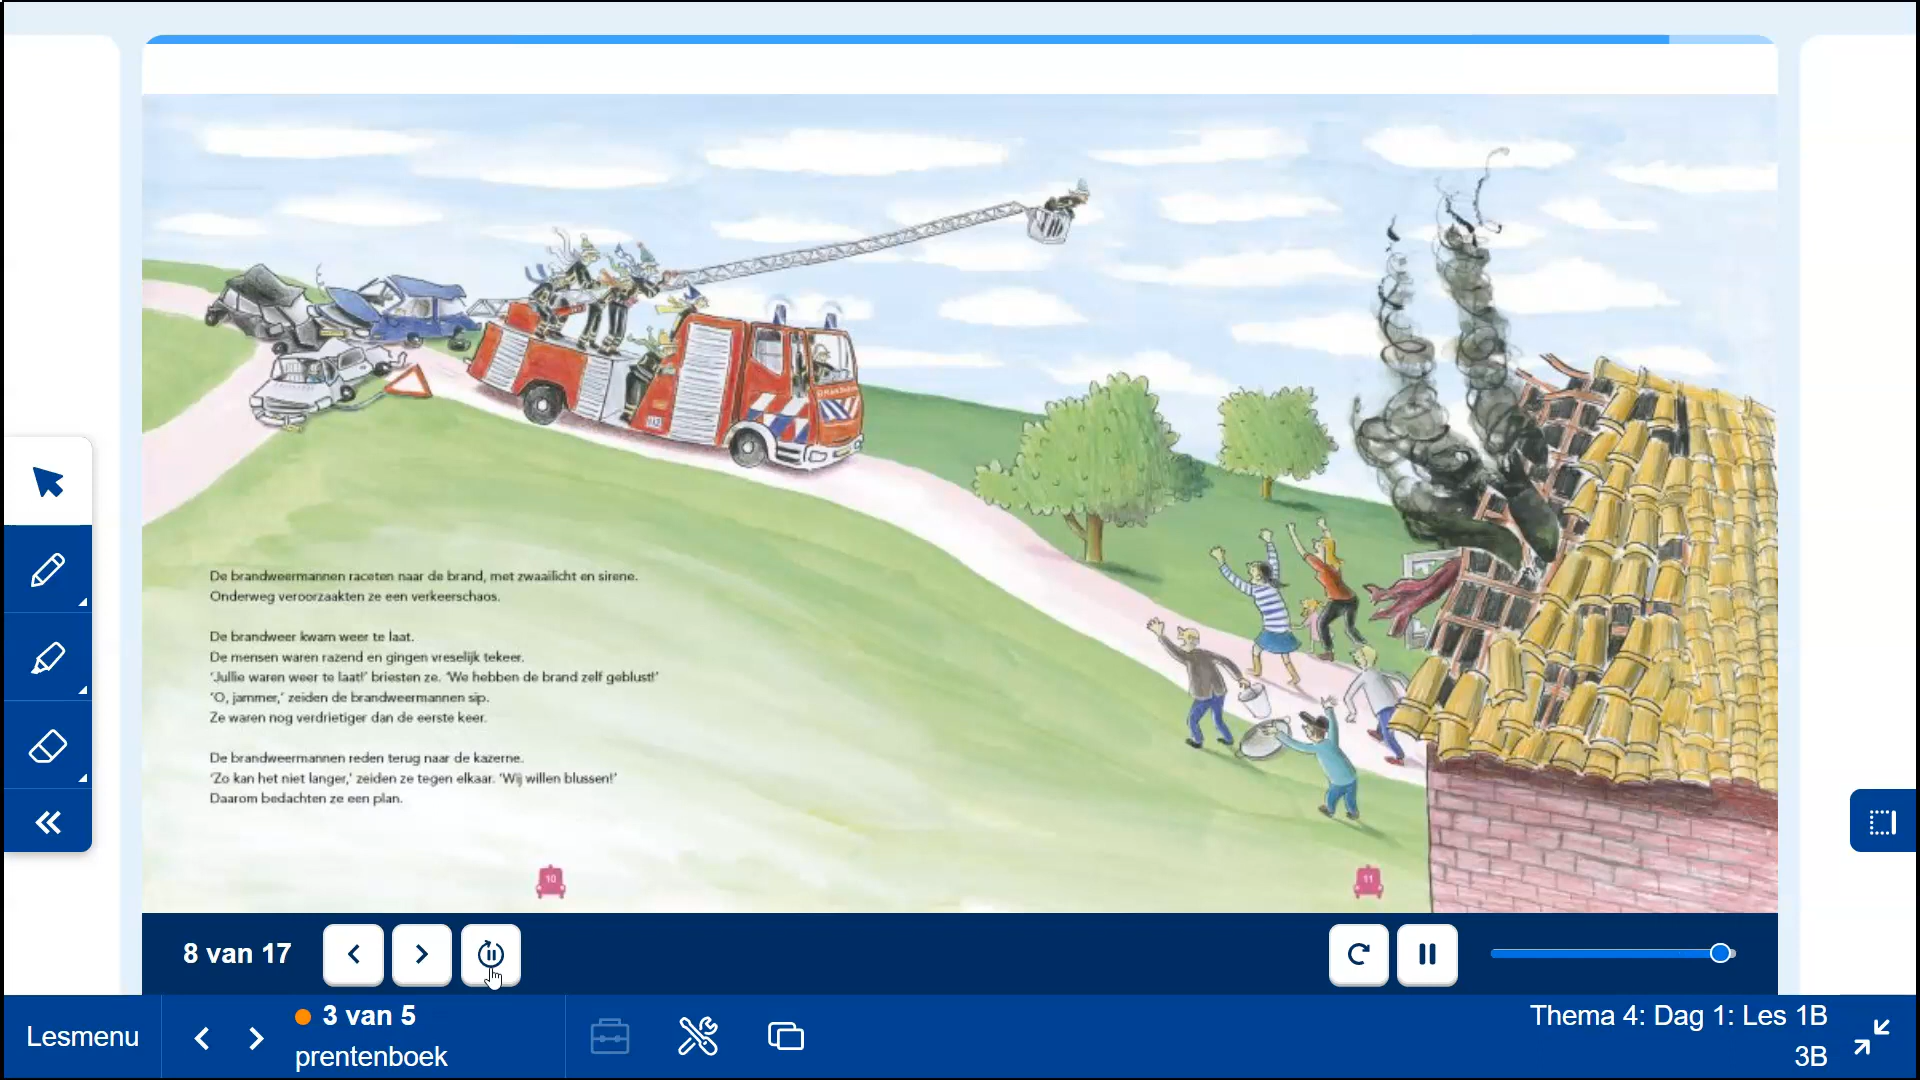 De brandweermannen raceten naar de brand, met zwaailicht en sirene.
Onderweg veroorzaakten ze een verkeerschaos.
De brandweer kwam weer te laat.
De mensen waren razend en gingen vreselijk tekeer.
'Jullie waren weer te laat!' briesten ze. 'We hebben de brand zelf geblust!'
'O, jammer,' zeiden de brandweermannen sip.
Ze waren nog verdrietiger dan de eerste keer.
De brandweermannen reden terug naar de kazerne.
'Zo kan het niet langer,' zeiden ze tegen elkaar. 'Wij willen blussen!'
Daarom bedachten ze een plan.
10
11
8 van 17
Lesmenu
3 van 5
prentenboek
Thema 4: Dag 1: Les 1B
3B